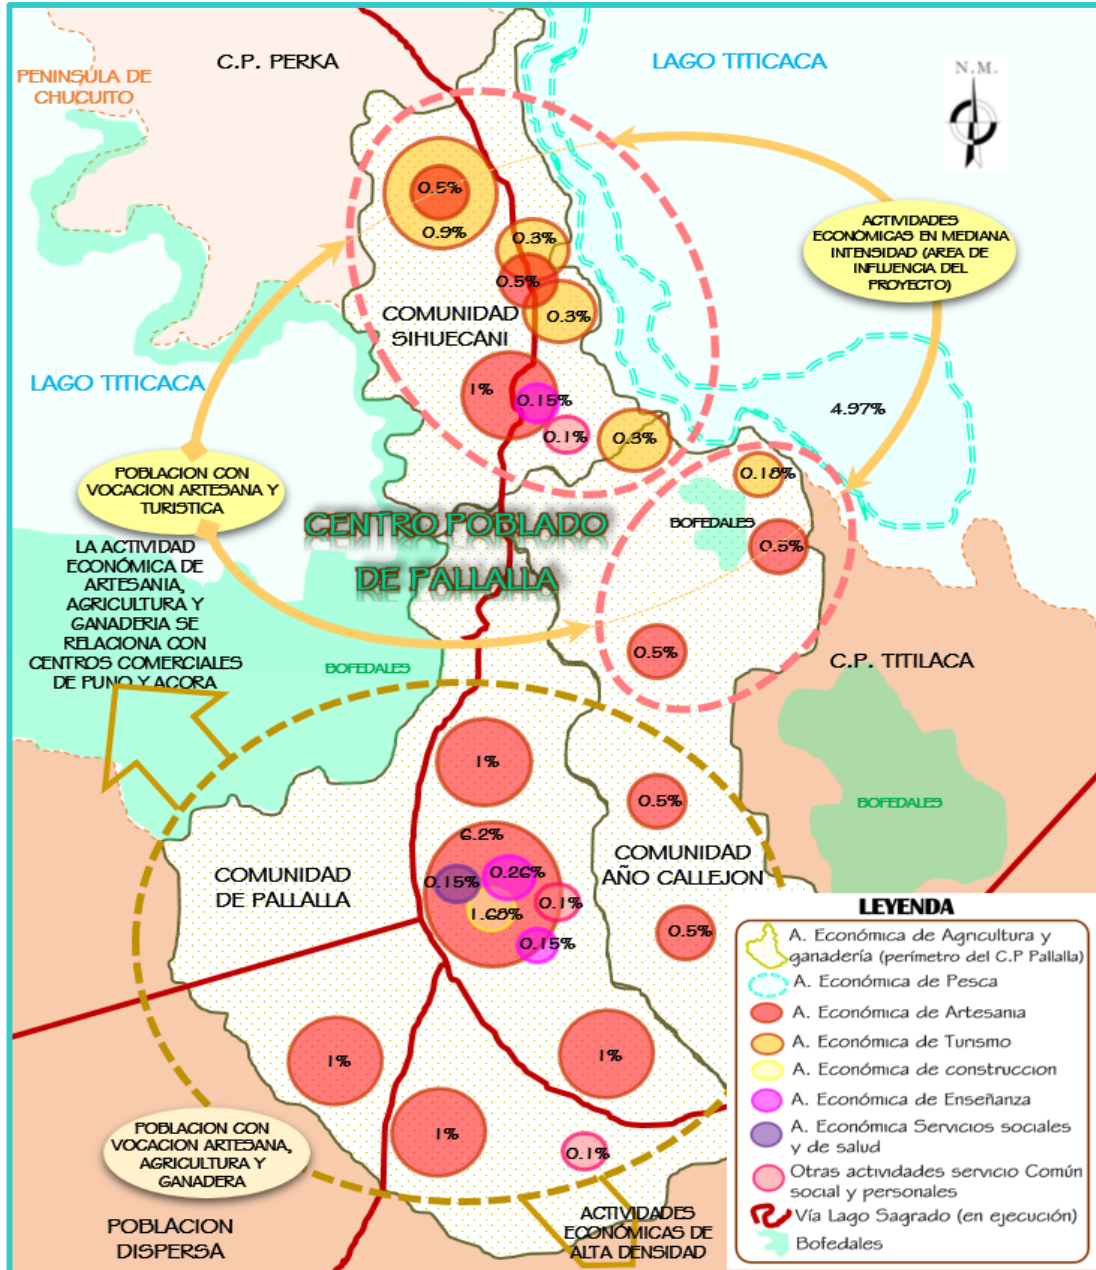 C.P. PERKA
LAGO TITICACA
N.M.
PENINSULA DE
CHUCUITO
0.5%
0.9%
0.3%
0.5%
0.3%
ACTIVIDADES
ECONÓMICAS EN MEDIANA
INTENSIDAD (AREA DE
INFLUENCIA DEL
PROYECTO)
COMUNIDAD
SIHUECANI
LAGO TITICACA
1%
0.15%
0.1%
0.3%
4.97%
0.18%
POBLACION CON
VOCACION ARTESANA Y
TURISTICA
CENTRO POBLADO
DE PALLALLA
BOFEDALES
0.5%
LA ACTIVIDAD
ECONÓMICA DE
ARTESANIA,
AGRICULTURA Y
GANADERIA SE
RELACIONA CON
CENTROS COMERCIALES
DE PUNO Y ACORA
BOFEDALES
0.5%
C.P. TITILACA
1%
0.5%
BOFEDALES
6.2%
0.15%
0.26%
1.68%
0.1%
0.15%
COMUNIDAD
DE PALLALLA
COMUNIDAD
AÑO CALLEJON
0.5%
1%
1%
1%
0.1%
POBLACION CON
VOCACION ARTESANA,
AGRICULTURA Y
GANADERA
POBLACION
DISPERSA
ACTIVIDADES
ECONÓMICAS DE
ALTA DENSIDAD
LEYENDA
A. Económica de Agricultura y
ganadería (perímetro del C.P Pallalla)
A. Económica de Pesca
A. Económica de Artesania
A. Económica de Turismo
A. Económica de construccion
A. Económica de Enseñanza
A. Económica Servicios sociales
y de salud
Otras actividades servicio Común
social y personales
Vía Lago Sagrado (en ejecución)
Bofedales